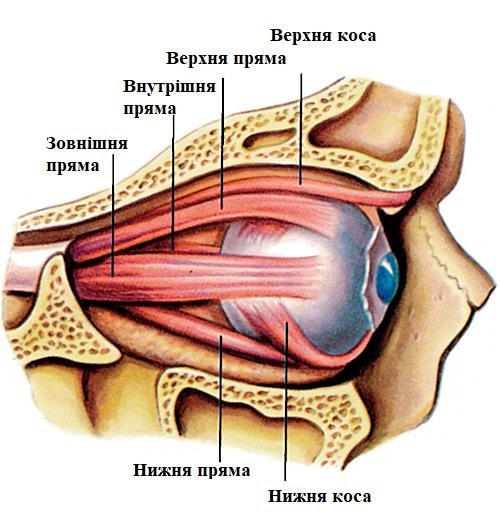 Верхня коса
Верхня пряма
Внутрішня
пряма
Зовнішня
пряма
Нижня пряма
Нижня коса